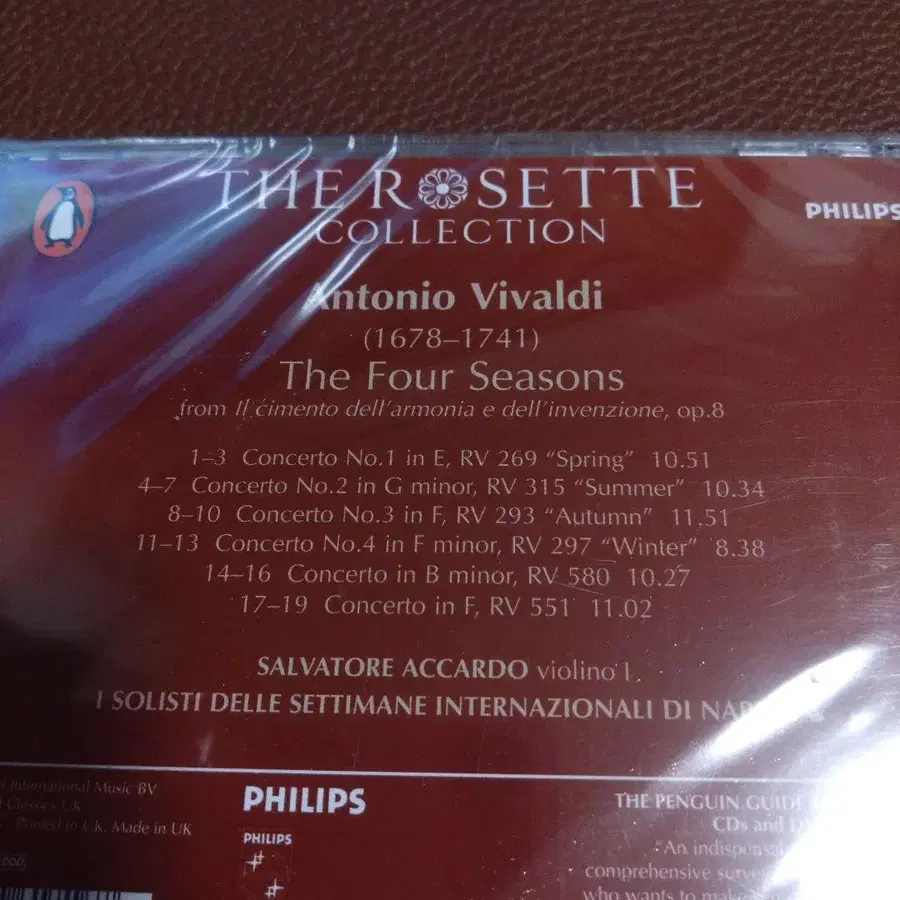 THE ROSETTE
COLLECTION
PHILIPS
Antonio Vivaldi
(1678–1741)
The Four Seasons
from Il cimento dell'armonia e dell'invenzione, op.8
1–3 Concerto No.1 in E, RV 269 "Spring" 10.51
4–7 Concerto No.2 in G minor, RV 315 "Summer" 10.34
8–10 Concerto No.3 in F, RV 293 "Autumn" 11.51
11–13 Concerto No.4 in F minor, RV 297 "Winter" 8.38
14–16 Concerto in B minor, RV 580 10.27
17–19 Concerto in F, RV 551 11.02
SALVATORE ACCARDO violino I
I SOLISTI DELLE SETTIMANE INTERNAZIONALI DI
International Music BV
Classics UK
Printed in UK. Made in UK
DDD
PHILIPS
PHILIPS
THE PENGUIN GUIDE
CDs and
"An
comprehensive
who wants to